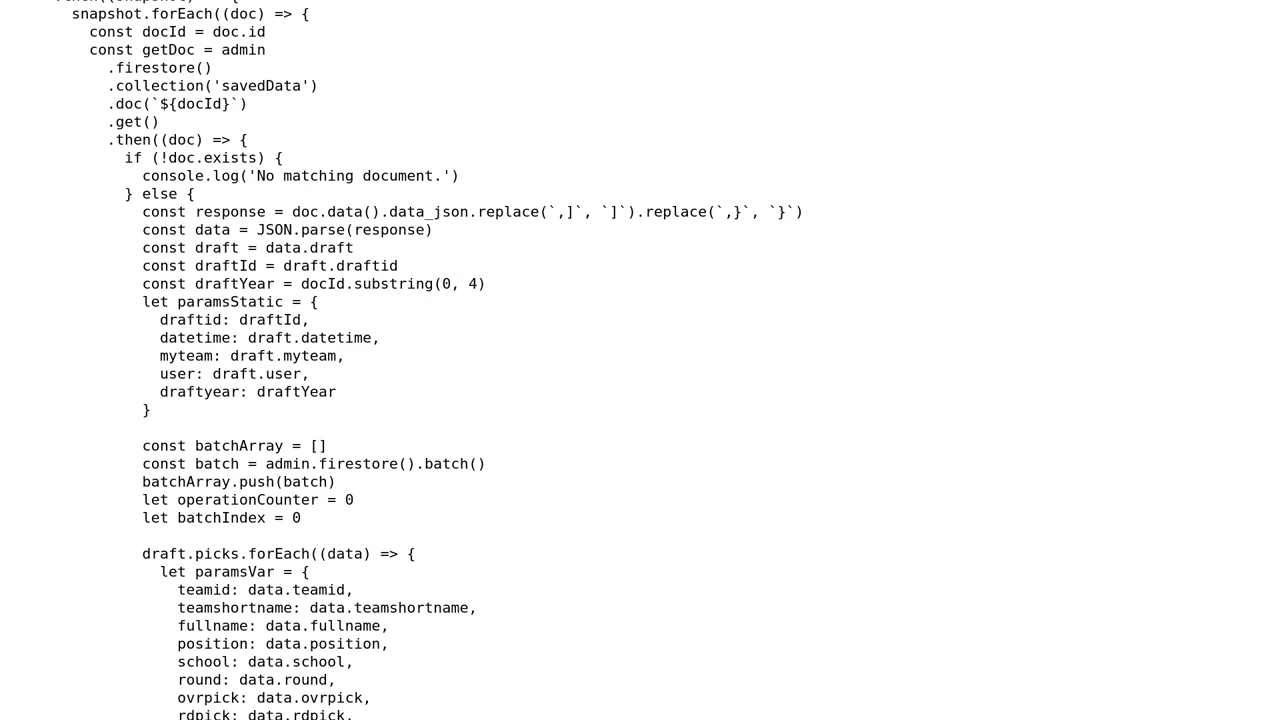 snapshot.forEach((doc) => {
const docId = doc.id
const getDoc = admin
.firestore()
.collection('savedData')
.doc(`${docId}`)
.get()
.then((doc) => {
if (!doc.exists) {
console.log('No matching document.')
} else {
const response = doc.data().data_json.replace(`,]`, `]`).replace(`,}`, `}`)
const data = JSON.parse(response)
const draft = data.draft
const draftId = draft.draftid
const draftYear = docId.substring(0, 4)
let paramsStatic = {
draftid: draftId,
datetime: draft.datetime,
myteam: draft.myteam,
user: draft.user,
draftyear: draftYear
}
const batchArray = []
const batch = admin.firestore().batch()
batchArray.push(batch)
let operationCounter = 0
let batchIndex = 0
draft.picks.forEach((data) => {
let paramsVar = {
teamid: data.teamid,
teamshortname: data.teamshortname,
fullname: data.fullname,
position: data.position,
school: data.school,
round: data.round,
ovrpick: data.ovrpick,
rdpick: data.rdpick,